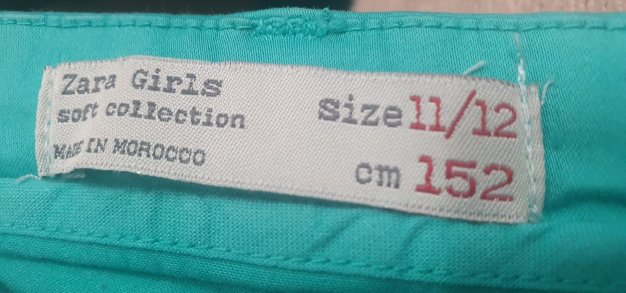 Zara Girls
soft collection
MADE IN MOROCCO
Size 11/12
cm 152